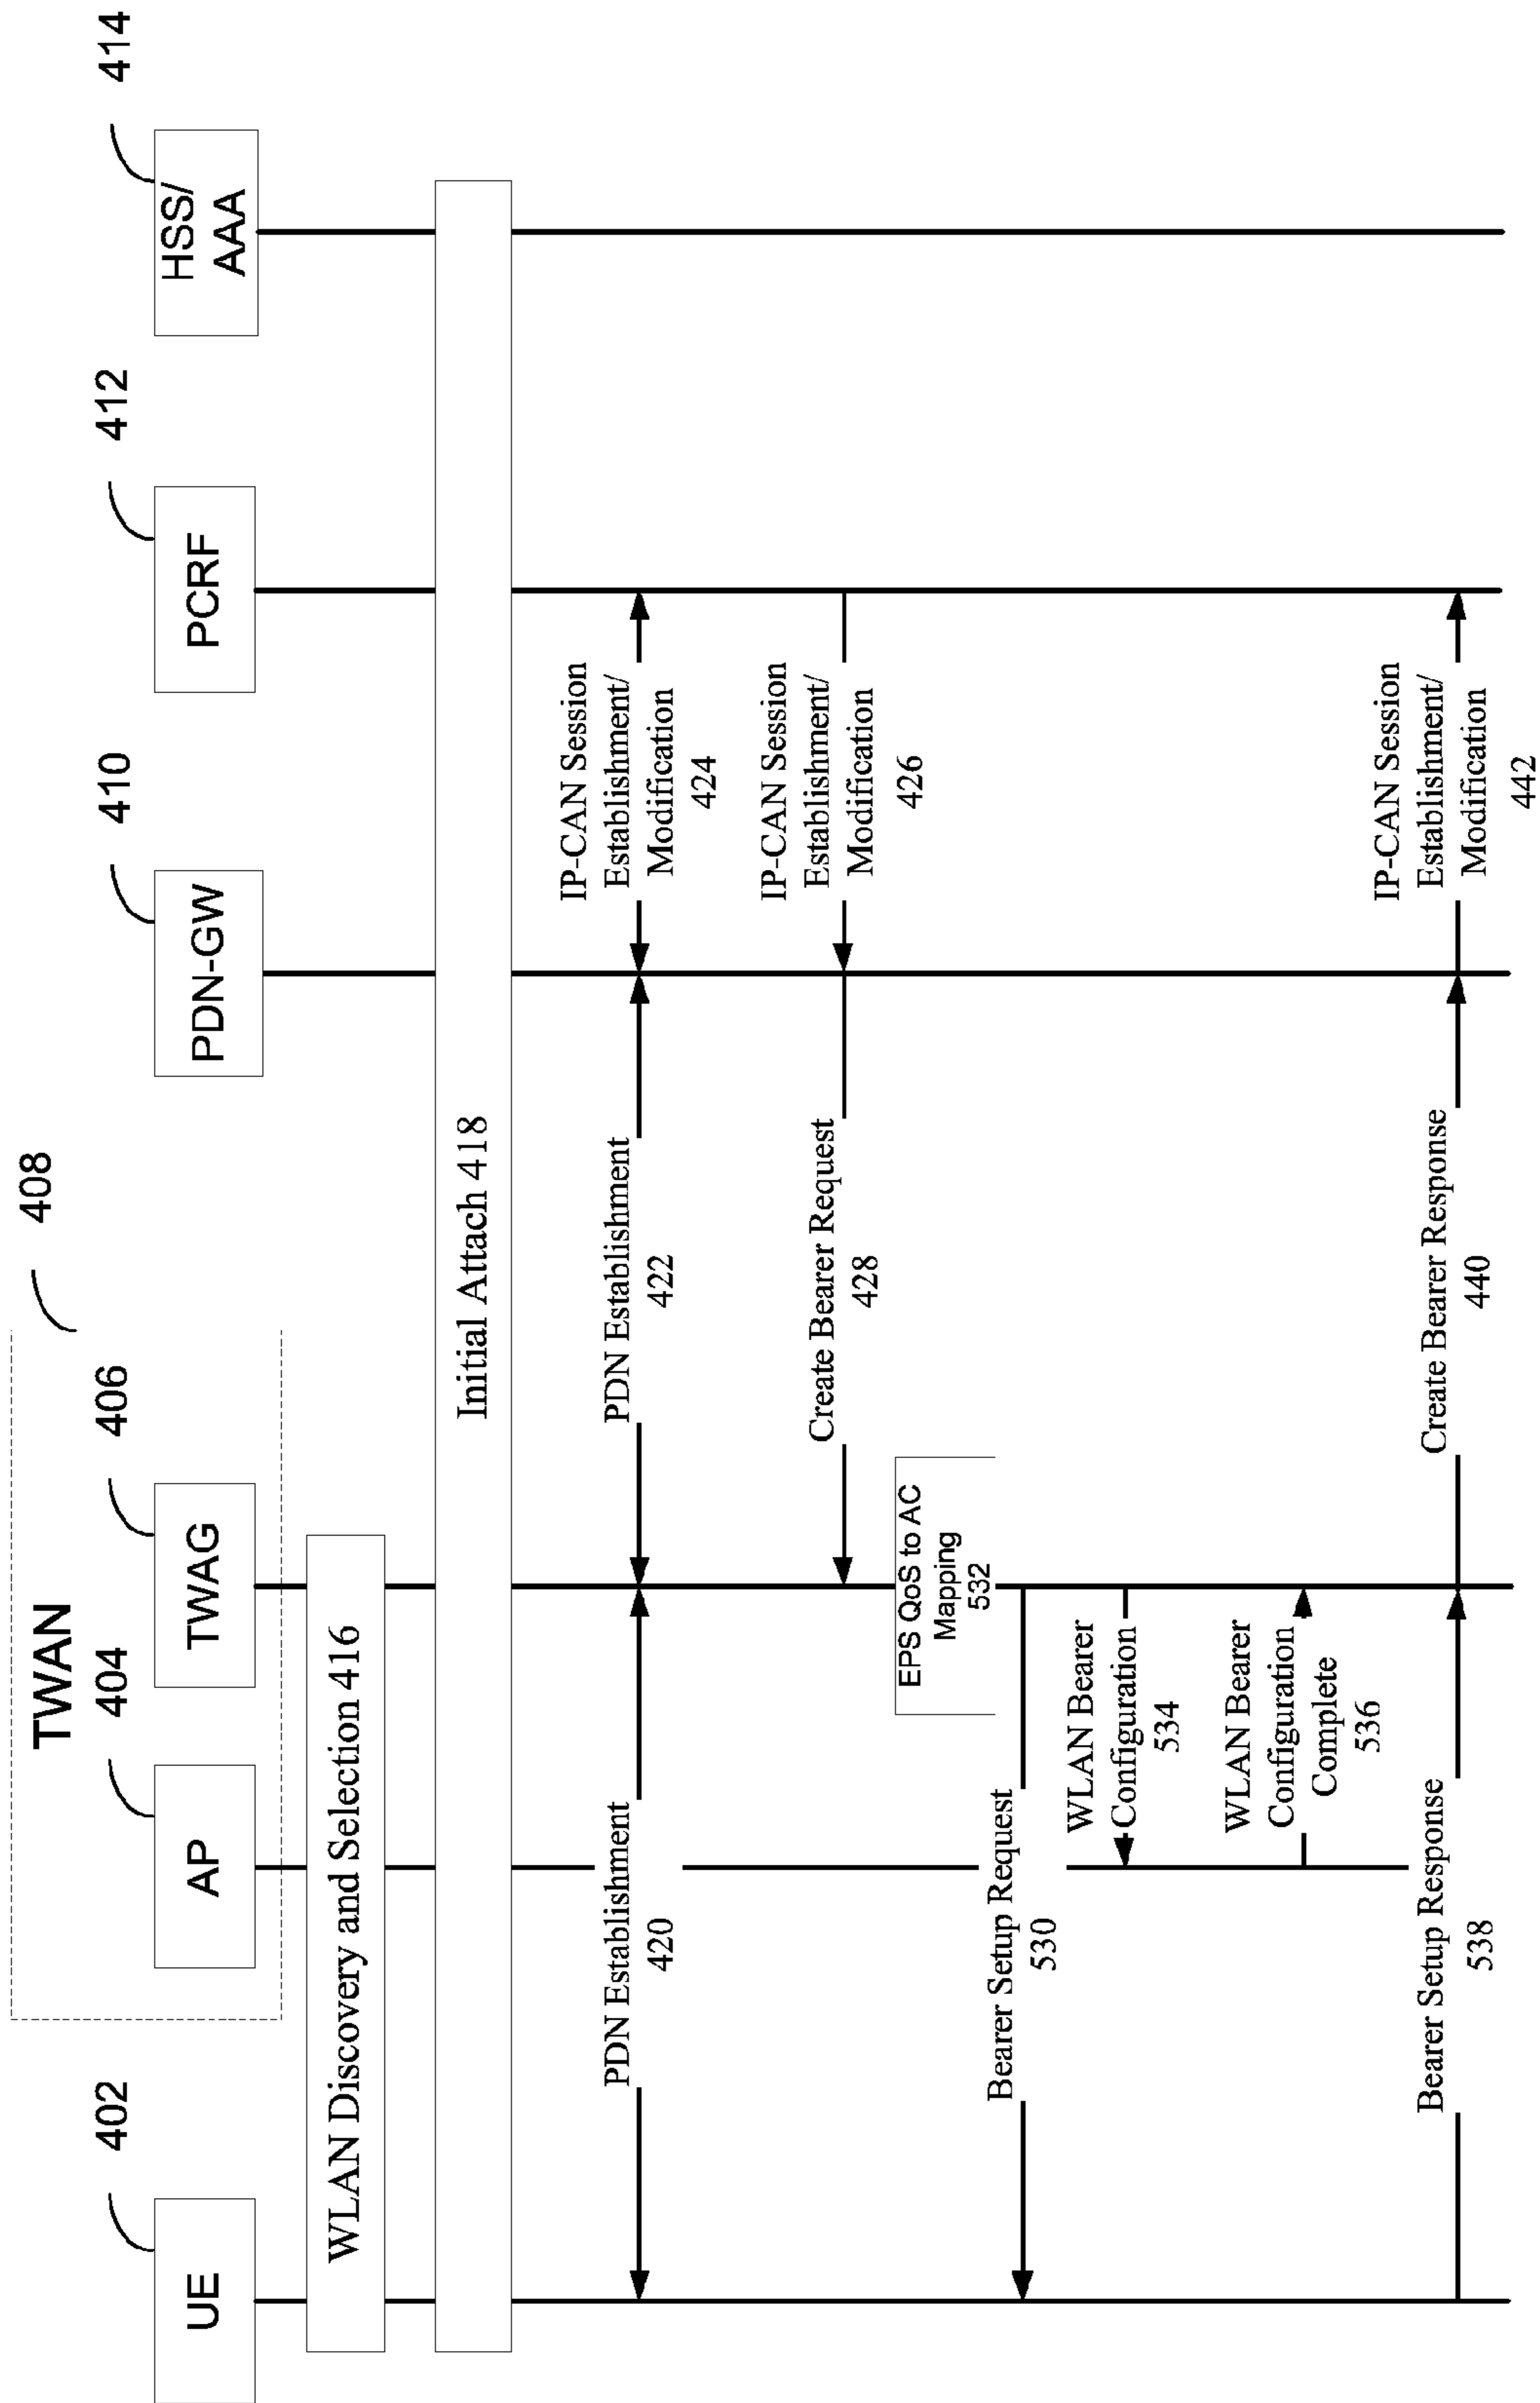 TWAN
408
402
404
406
410
412
414
UE
AP
TWAG
PDN-GW
PCRF
HSS/
AAA
WLAN Discovery and Selection 416
Initial Attach 418
PDN Establishment
420
PDN Establishment
422
IP-CAN Session
Establishment/
Modification
424
IP-CAN Session
Establishment/
Modification
426
Create Bearer Request
428
EPS QoS to AC
Mapping
532
Bearer Setup Request
530
WLAN Bearer
Configuration
534
WLAN Bearer
Configuration
Complete
536
Bearer Setup Response
538
Create Bearer Response
440
IP-CAN Session
Establishment/
Modification
442